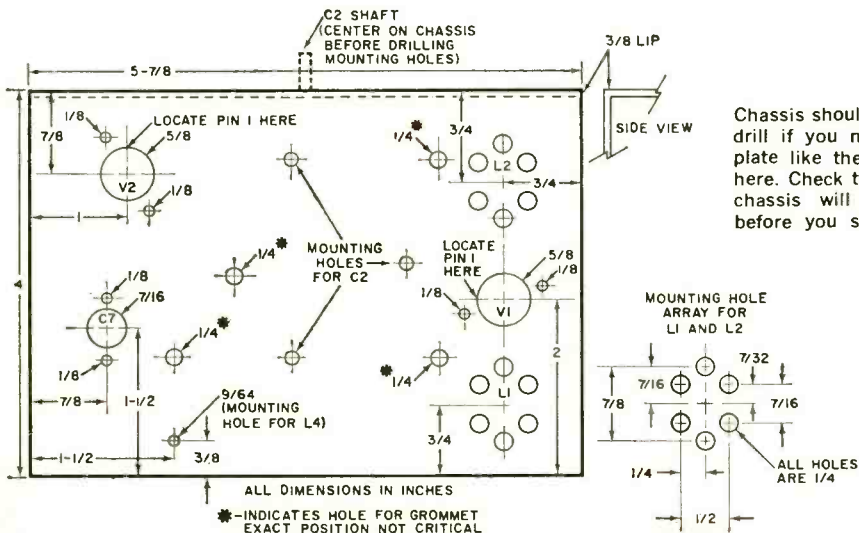 C2 SHAFT
(CENTER ON CHASSIS
BEFORE DRILLING
MOUNTING HOLES)
3/8 LIP
5-7/8
SIDE VIEW
1/8
LOCATE PIN 1 HERE
5/8
7/8
V2
1/8
1
*
1/4
3/4
L2
3/4
MOUNTING
HOLES
FOR C2
LOCATE
PIN 1
HERE
5/8
1/8
V1
1/8
1/4 *
4
1/8
7/16
C7
1/8
1/4 *
* 1/4
2
7/8
1-1/2
9/64
(MOUNTING
HOLE FOR L4)
1-1/2
3/8
L1
3/4
ALL DIMENSIONS IN INCHES
*-INDICATES HOLE FOR GROMMET
EXACT POSITION NOT CRITICAL
Chassis shoul
drill if you n
plate like the
here. Check t
chassis will
before you s
MOUNTING HOLE
ARRAY FOR
L1 AND L2
7/32
7/16
7/8
7/16
1/4
1/2
ALL HOLES
ARE 1/4